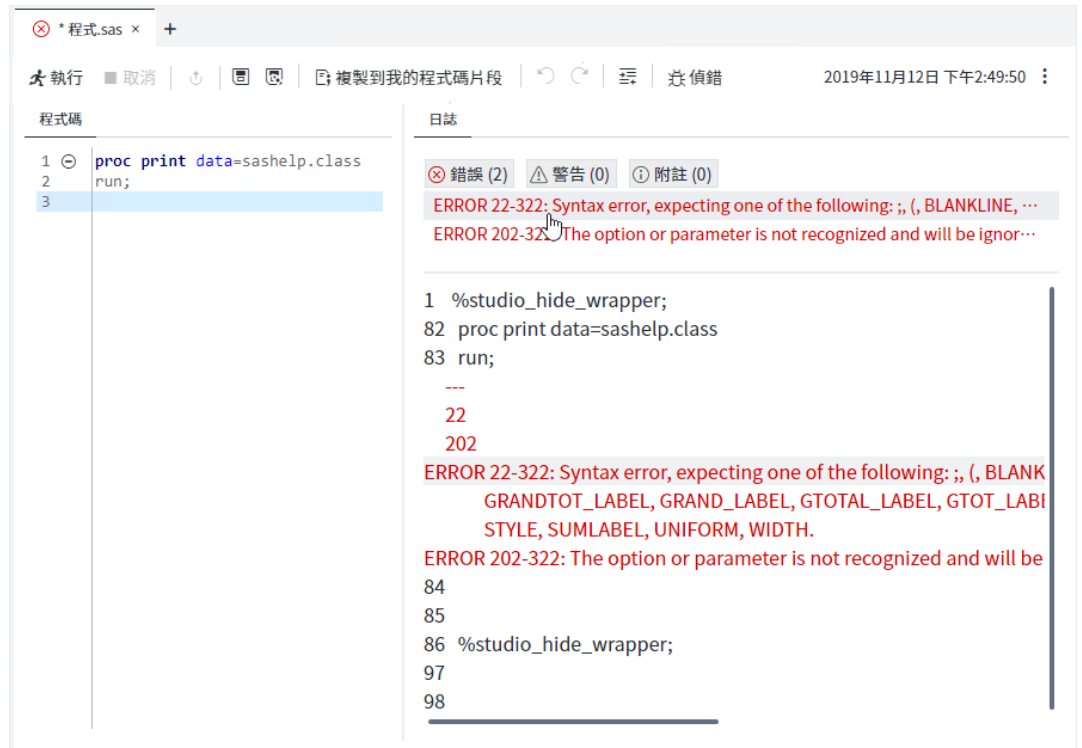 * 程式.sas × +
執行 取消 複製到我的程式碼片段 偵錯 2019年11月12日 下午2:49:50
程式碼
1 proc print data=sashelp.class
2 run;
3
日誌
錯誤 (2) 警告 (0) 附註 (0)
ERROR 22-322: Syntax error, expecting one of the following: ;, (, BLANKLINE, ⋯
ERROR 202-322: The option or parameter is not recognized and will be ignor⋯
1 %studio_hide_wrapper;
82 proc print data=sashelp.class
83 run;
---
22
202
ERROR 22-322: Syntax error, expecting one of the following: ;, (, BLANK
GRANDTOT_LABEL, GRAND_LABEL, GTOTAL_LABEL, GTOT_LABE
STYLE, SUMLABEL, UNIFORM, WIDTH.
ERROR 202-322: The option or parameter is not recognized and will be
84
85
86 %studio_hide_wrapper;
97
98